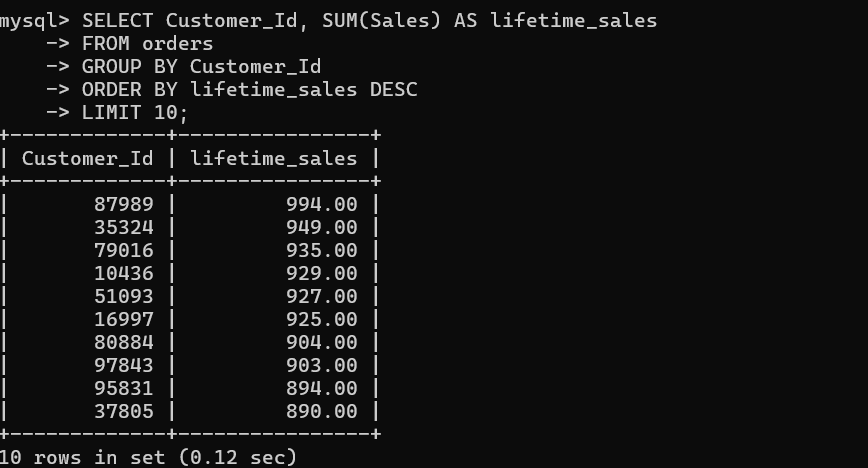 mysql> SELECT Customer_Id, SUM(Sales) AS lifetime_sales
    -> FROM orders
    -> GROUP BY Customer_Id
    -> ORDER BY lifetime_sales DESC
    -> LIMIT 10;
+-------------+----------------+
| Customer_Id | lifetime_sales |
+-------------+----------------+
|       87989 |         994.00 |
|       35324 |         949.00 |
|       79016 |         935.00 |
|       10436 |         929.00 |
|       51093 |         927.00 |
|       16997 |         925.00 |
|       80884 |         904.00 |
|       97843 |         903.00 |
|       95831 |         894.00 |
|       37805 |         890.00 |
+-------------+----------------+
10 rows in set (0.12 sec)